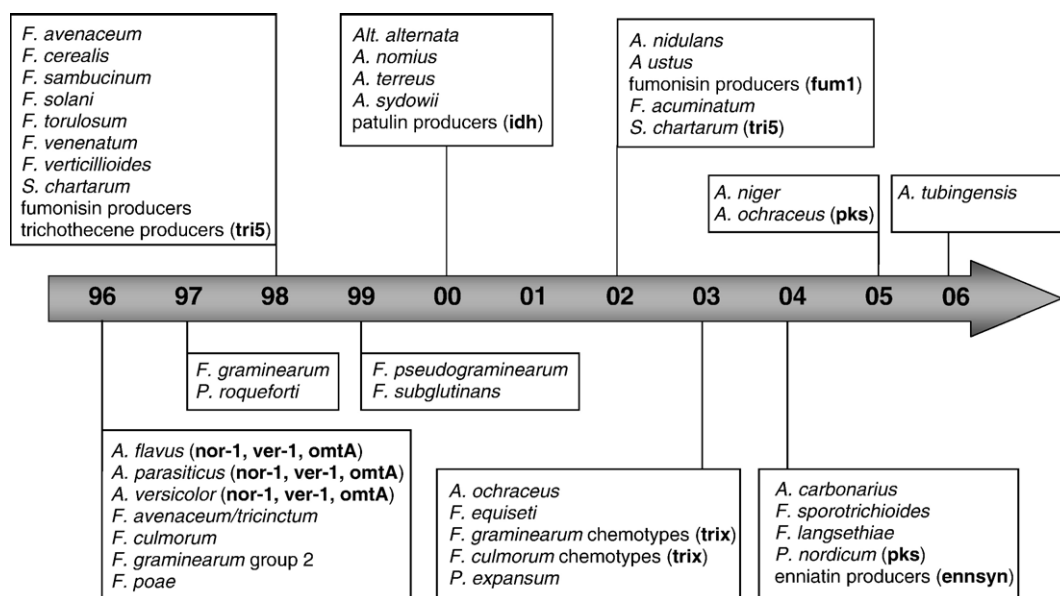 F. avenaceum
F. cerealis
F. sambucinum
F. solani
F. torulosum
F. venenatum
F. verticillioides
S. chartarum
fumonisin producers
trichothecene producers (tri5)
Alt. alternata
A. nomius
A. terreus
A. sydowii
patulin producers (idh)
A. nidulans
A ustus
fumonisin producers (fum1)
F. acuminatum
S. chartarum (tri5)
A. niger
A. ochraceus (pks)
A. tubingensis
96 97 98 99 00 01 02 03 04 05 06
F. graminearum
P. roqueforti
F. pseudograminearum
F. subglutinans
A. flavus (nor-1, ver-1, omtA)
A. parasiticus (nor-1, ver-1, omtA)
A. versicolor (nor-1, ver-1, omtA)
F. avenaceum/tricinctum
F. culmorum
F. graminearum group 2
F. poae
A. ochraceus
F. equiseti
F. graminearum chemotypes (trix)
F. culmorum chemotypes (trix)
P. expansum
A. carbonarius
F. sporotrichioides
F. langsethiae
P. nordicum (pks)
enniatin producers (ennsyn)